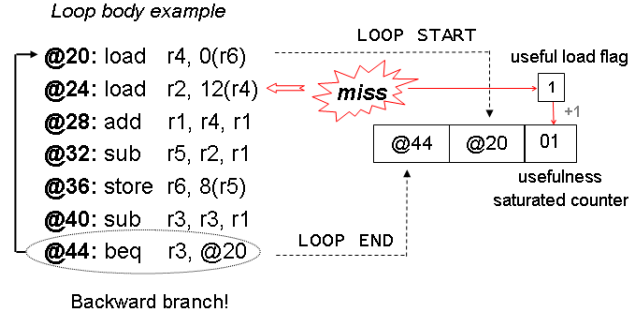 Loop body example
LOOP START
@20: load r4, 0(r6)
useful load flag
@24: load r2, 12(r4)
miss
1
+1
@28: add r1, r4, r1
@32: sub r5, r2, r1
@44 @20 01
@36: store r6, 8(r5)
usefulness
saturated counter
@40: sub r3, r3, r1
LOOP END
@44: beq r3, @20
Backward branch!